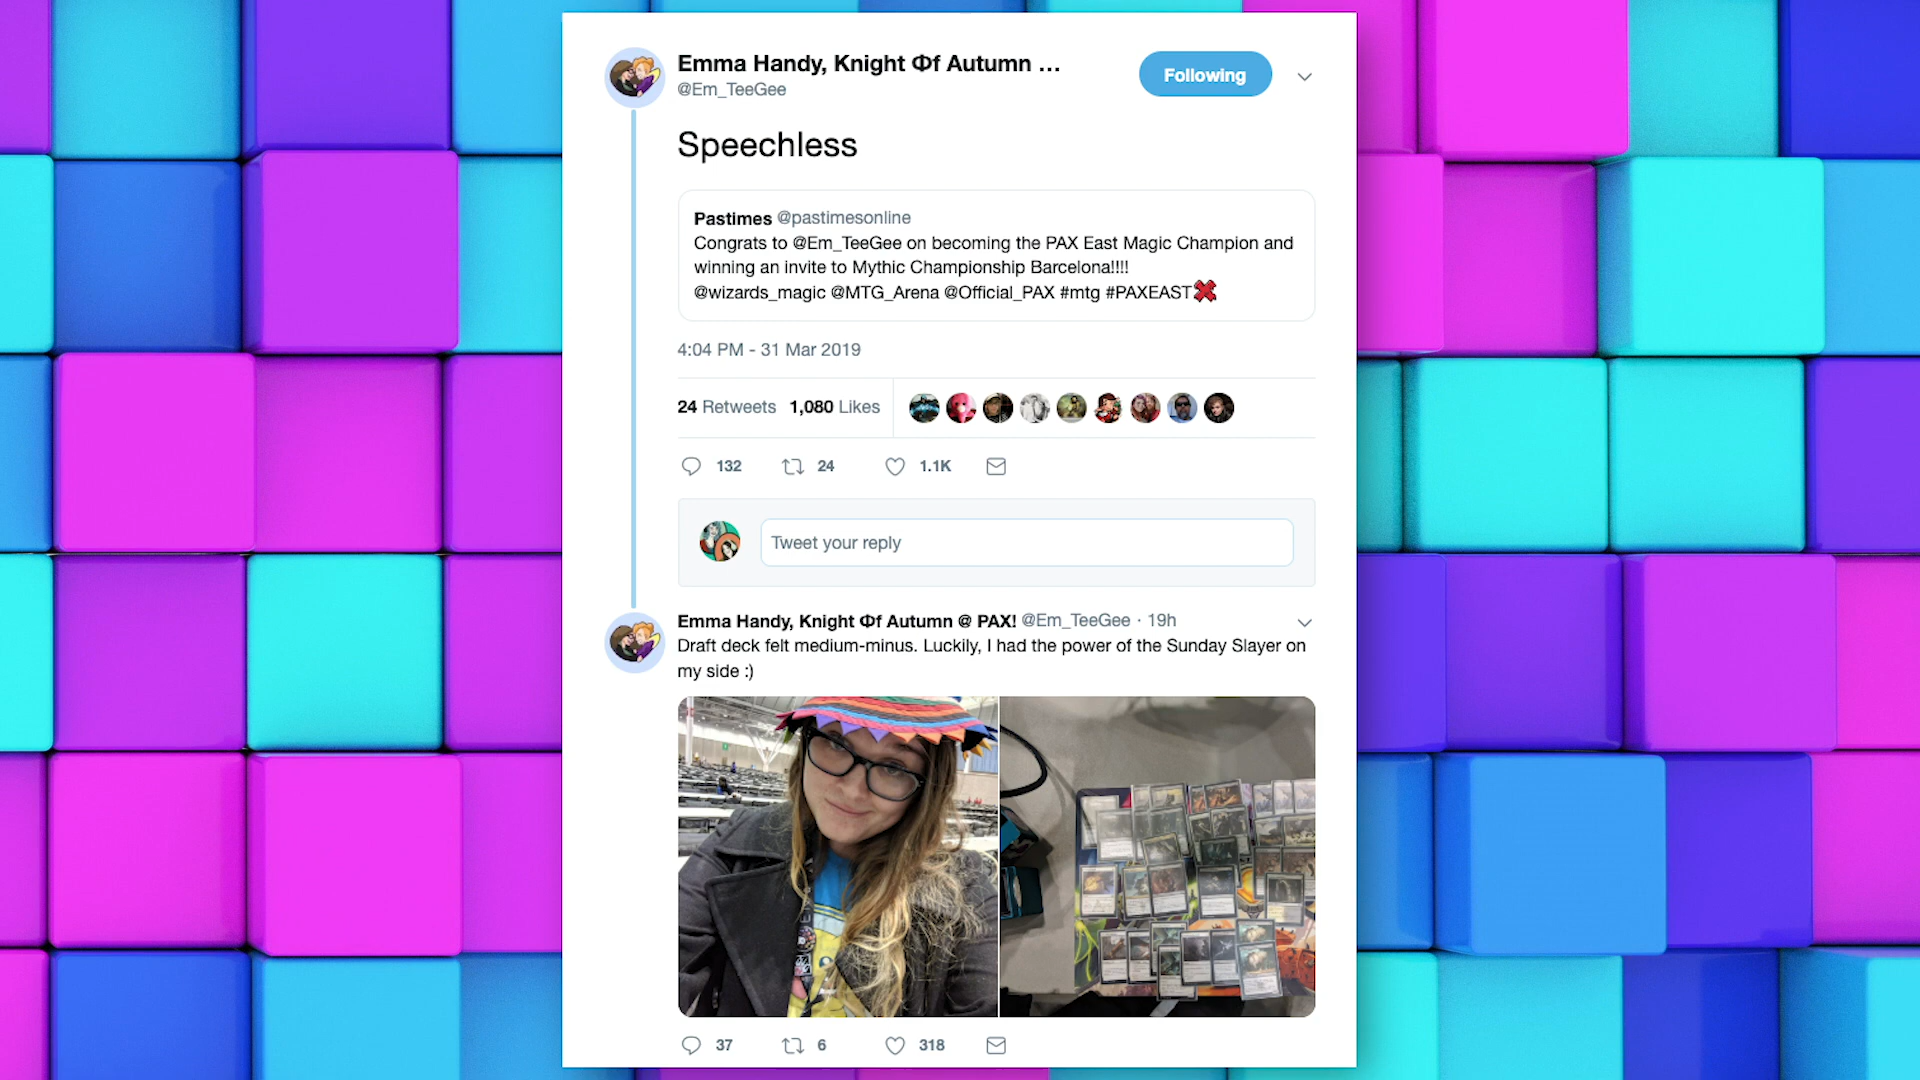 Emma Handy, Knight Φf Autumn ...
@Em_TeeGee
Following
Speechless
Pastimes @pastimesonline
Congrats to @Em_TeeGee on becoming the PAX East Magic Champion and
winning an invite to Mythic Championship Barcelona!!!!
@wizards_magic @MTG_Arena @Official_PAX #mtg #PAXEAST
4:04 PM - 31 Mar 2019
24 Retweets 1,080 Likes
132 24 1.1K
Tweet your reply
Emma Handy, Knight Φf Autumn @ PAX! @Em_TeeGee · 19h
Draft deck felt medium-minus. Luckily, I had the power of the Sunday Slayer on
my side :)
37 6 318